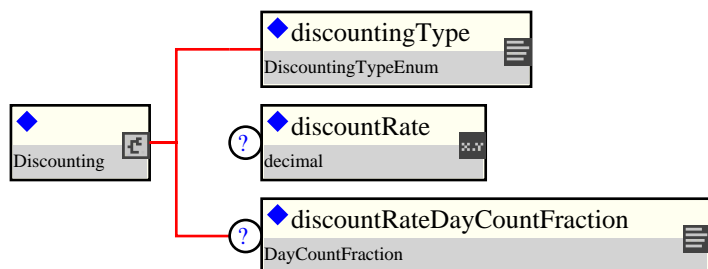 discountingType
DiscountingTypeEnum
Discounting
?
discountRate
decimal
x.Y
?
discountRateDayCountFraction
DayCountFraction